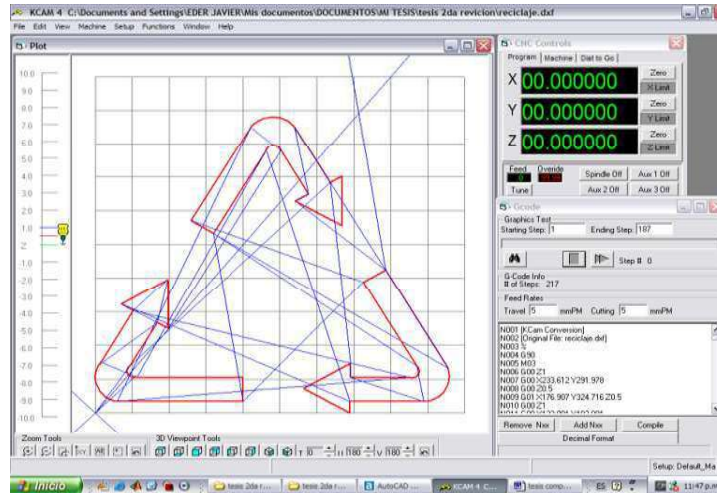 KCAM 4 C:\Documents and Settings\EDER JAVIER\Mis documentos\DOCUMENTOS\MI TESIS\tesis 2da revicion\reciclaje.dxf
File Edit View Machine Setup Functions Window Help
Plot
10.0
9.0
8.0
7.0
6.0
5.0
4.0
3.0
2.0
1.0
Z
-1.0
-2.0
-3.0
-4.0
-5.0
-6.0
-7.0
-8.0
-9.0
-10.0
Zoom Tools
3D Viewpoint Tools
T 0 H 180 V 180
CNC Controls
Program Machine Dist to Go
X 00.000000 Zero
X Limit
Y 00.000000 Zero
Y Limit
Z 00.000000 Zero
Z Limit
Feed Overide Spindle Off Aux 1 Off
Tune Aux 2 Off Aux 3 Off
Gcode
Graphics Test
Starting Step: 1 Ending Step: 187
Step # 0
G-Code Info
# of Steps: 217
Feed Rates
Travel 5 mmPM Cutting 5 mmPM
N001 [KCam Conversion]
N002 [Original File: reciclaje.dxf]
N003 %
N004 G90
N005 M03
N006 G00 Z1
N007 G00 X233.612 Y291.978
N008 G00 Z0.5
N009 G01 X176.907 Y324.716 Z0.5
N010 G00 Z1
Remove Nxx Add Nxx Compile
Decimal Format
Setup: Default_Ma
Inicio tesis 2da r... tesis 2da r... AutoCAD ... KCAM 4 C... tesis comp... ES 11:47 p.m.